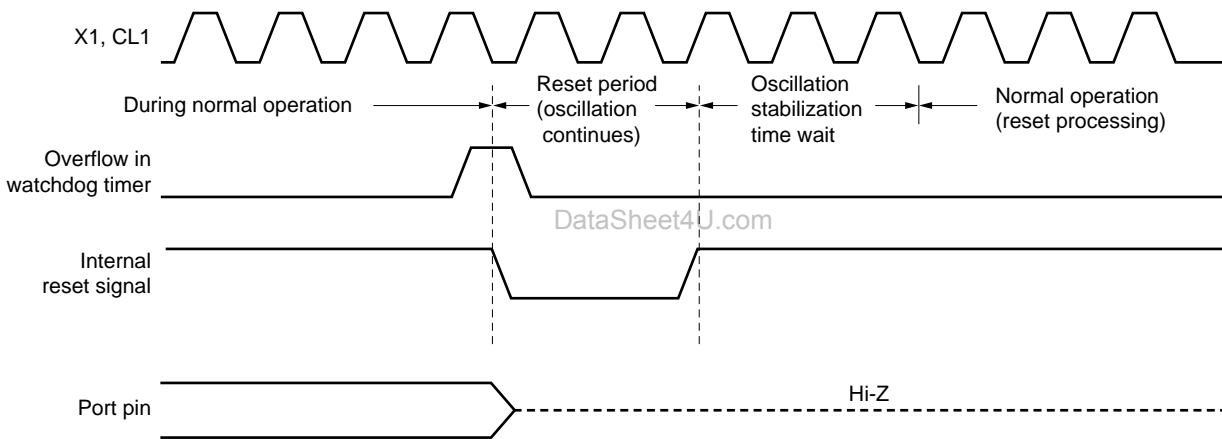 X1, CL1
During normal operation
Reset period
(oscillation
continues)
Oscillation
stabilization
time wait
Normal operation
(reset processing)
Overflow in
watchdog timer
DataSheet4U.com
Internal
reset signal
Hi-Z
Port pin